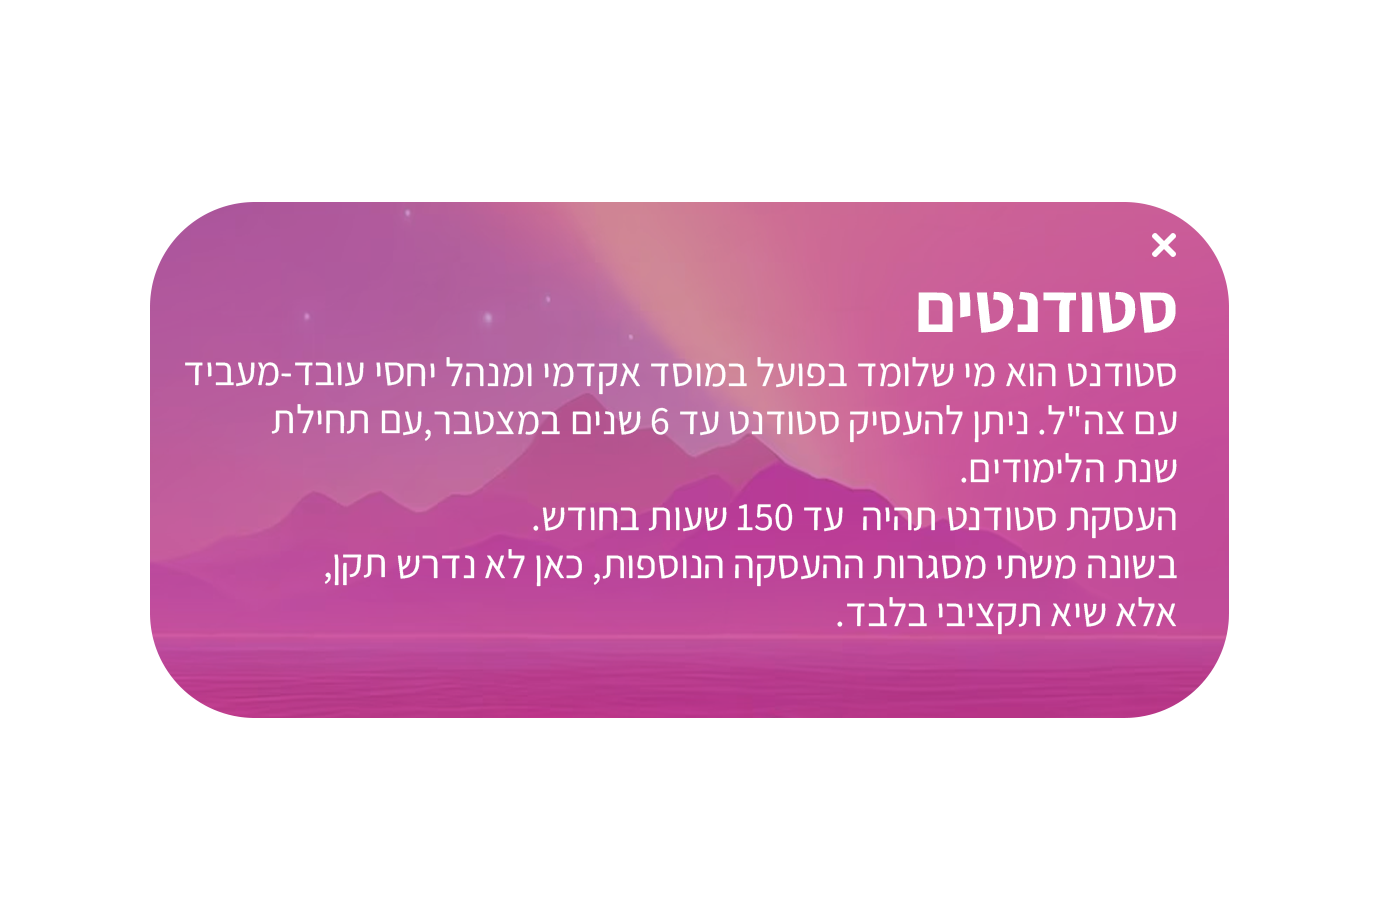 סטודנטים
סטודנט הוא מי שלומד בפועל במוסד אקדמי ומנהל יחסי עובד-מעביד
עם צה"ל. ניתן להעסיק סטודנט עד 6 שנים במצטבר,עם תחילת
שנת הלימודים.
העסקת סטודנט תהיה  עד 150 שעות בחודש.
בשונה משתי מסגרות ההעסקה הנוספות, כאן לא נדרש תקן,
אלא שיא תקציבי בלבד.